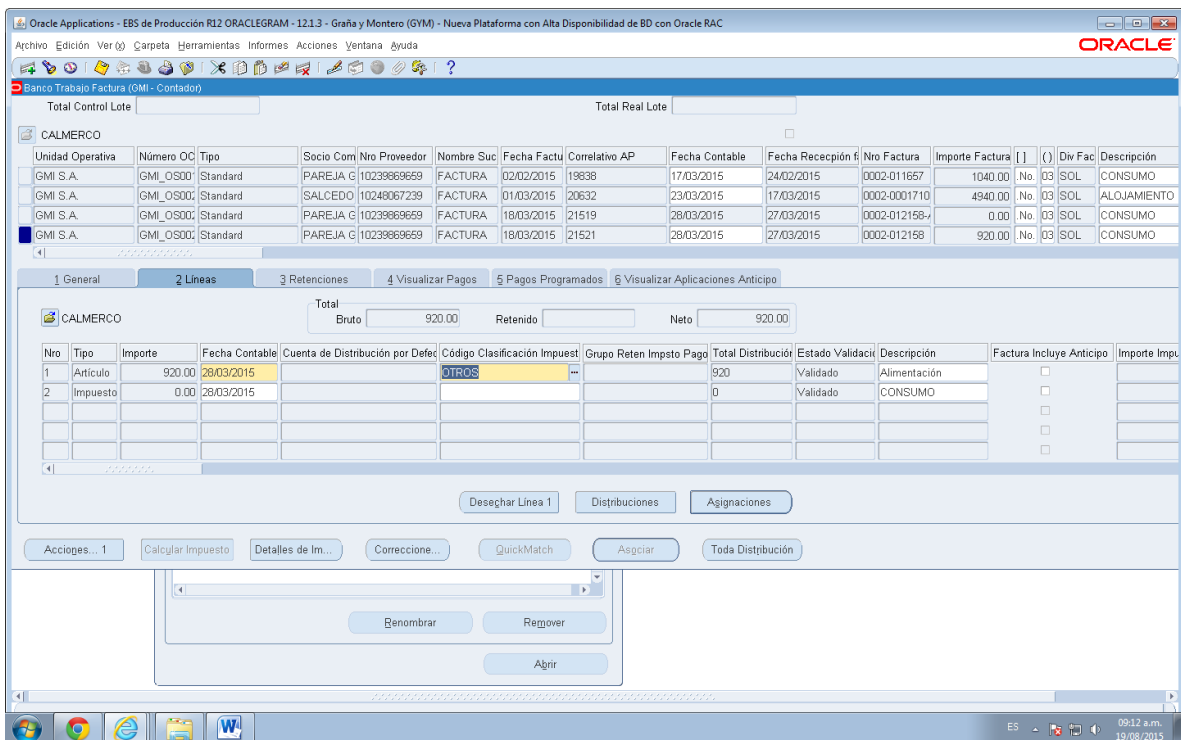 Oracle Applications - EBS de Producción R12 ORACLEGRAM - 12.1.3 - Graña y Montero (GYM) - Nueva Plataforma con Alta Disponibilidad de BD con Oracle RAC
Archivo Edición Ver (x) Carpeta Herramientas Informes Acciones Ventana Ayuda
ORACLE
Banco Trabajo Factura (GMI - Contador)
Total Control Lote Total Real Lote
CALMERCO
Unidad Operativa Número OC Tipo Socio Com Nro Proveedor Nombre Suc Fecha Factu Correlativo AP Fecha Contable Fecha Rececpión f Nro Factura Importe Factura [ ] ( ) Div Fac Descripción
GMI S.A. GMI_OS00 Standard PAREJA G 10239869659 FACTURA 02/02/2015 19838 17/03/2015 24/02/2015 0002-011657 1040.00 .No. 03 SOL CONSUMO
GMI S.A. GMI_OS002 Standard SALCEDO 10248067239 FACTURA 01/03/2015 20632 23/03/2015 17/03/2015 0002-0001710 4940.00 .No. 03 SOL ALOJAMIENTO
GMI S.A. GMI_OS002 Standard PAREJA G 10239869659 FACTURA 18/03/2015 21519 28/03/2015 27/03/2015 0002-012158- 0.00 .No. 03 SOL CONSUMO
GMI S.A. GMI_OS002 Standard PAREJA G 10239869659 FACTURA 18/03/2015 21521 28/03/2015 27/03/2015 0002-012158 920.00 .No. 03 SOL CONSUMO
1 General 2 Líneas 3 Retenciones 4 Visualizar Pagos 5 Pagos Programados 6 Visualizar Aplicaciones Anticipo
Total
CALMERCO Bruto 920.00 Retenido Neto 920.00
Nro Tipo Importe Fecha Contable Cuenta de Distribución por Defec Código Clasificación Impuest Grupo Reten Impsto Pago Total Distribución Estado Validació Descripción Factura Incluye Anticipo Importe Impu
1 Artículo 920.00 28/03/2015 OTROS ... 920 Validado Alimentación
2 Impuesto 0.00 28/03/2015 0 Validado CONSUMO
Desechar Línea 1 Distribuciones Asignaciones
Acciones... 1 Calcular Impuesto Detalles de Im... Correccione... QuickMatch Asociar Toda Distribución
Renombrar Remover
Abrir
ES 09:12 a.m.
19/08/2015